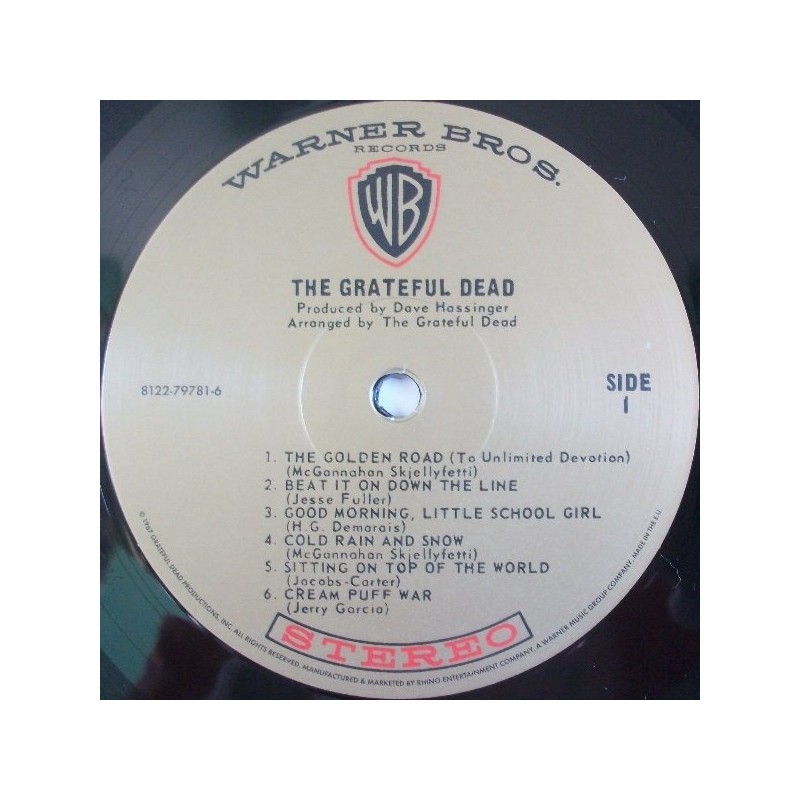 WARNER BROS.
RECORDS
WB
THE GRATEFUL DEAD
Produced by Dave Hassinger
Arranged by The Grateful Dead
8122-79781-6
SIDE
1
1. THE GOLDEN ROAD (To Unlimited Devotion)
(McGannahan Skjellyfetti)
2. BEAT IT ON DOWN THE LINE
(Jesse Fuller)
3. GOOD MORNING, LITTLE SCHOOL GIRL
(H.G. Demarais)
4. COLD RAIN AND SNOW
(McGannahan Skjellyfetti)
5. SITTING ON TOP OF THE WORLD
(Jacobs-Carter)
6. CREAM PUFF WAR
(Jerry Garcia)
STEREO
℗ 1967 GRATEFUL DEAD PRODUCTIONS, INC. ALL RIGHTS RESERVED. MANUFACTURED & MARKETED BY RHINO ENTERTAINMENT COMPANY, A WARNER MUSIC GROUP COMPANY. MADE IN THE E.U.